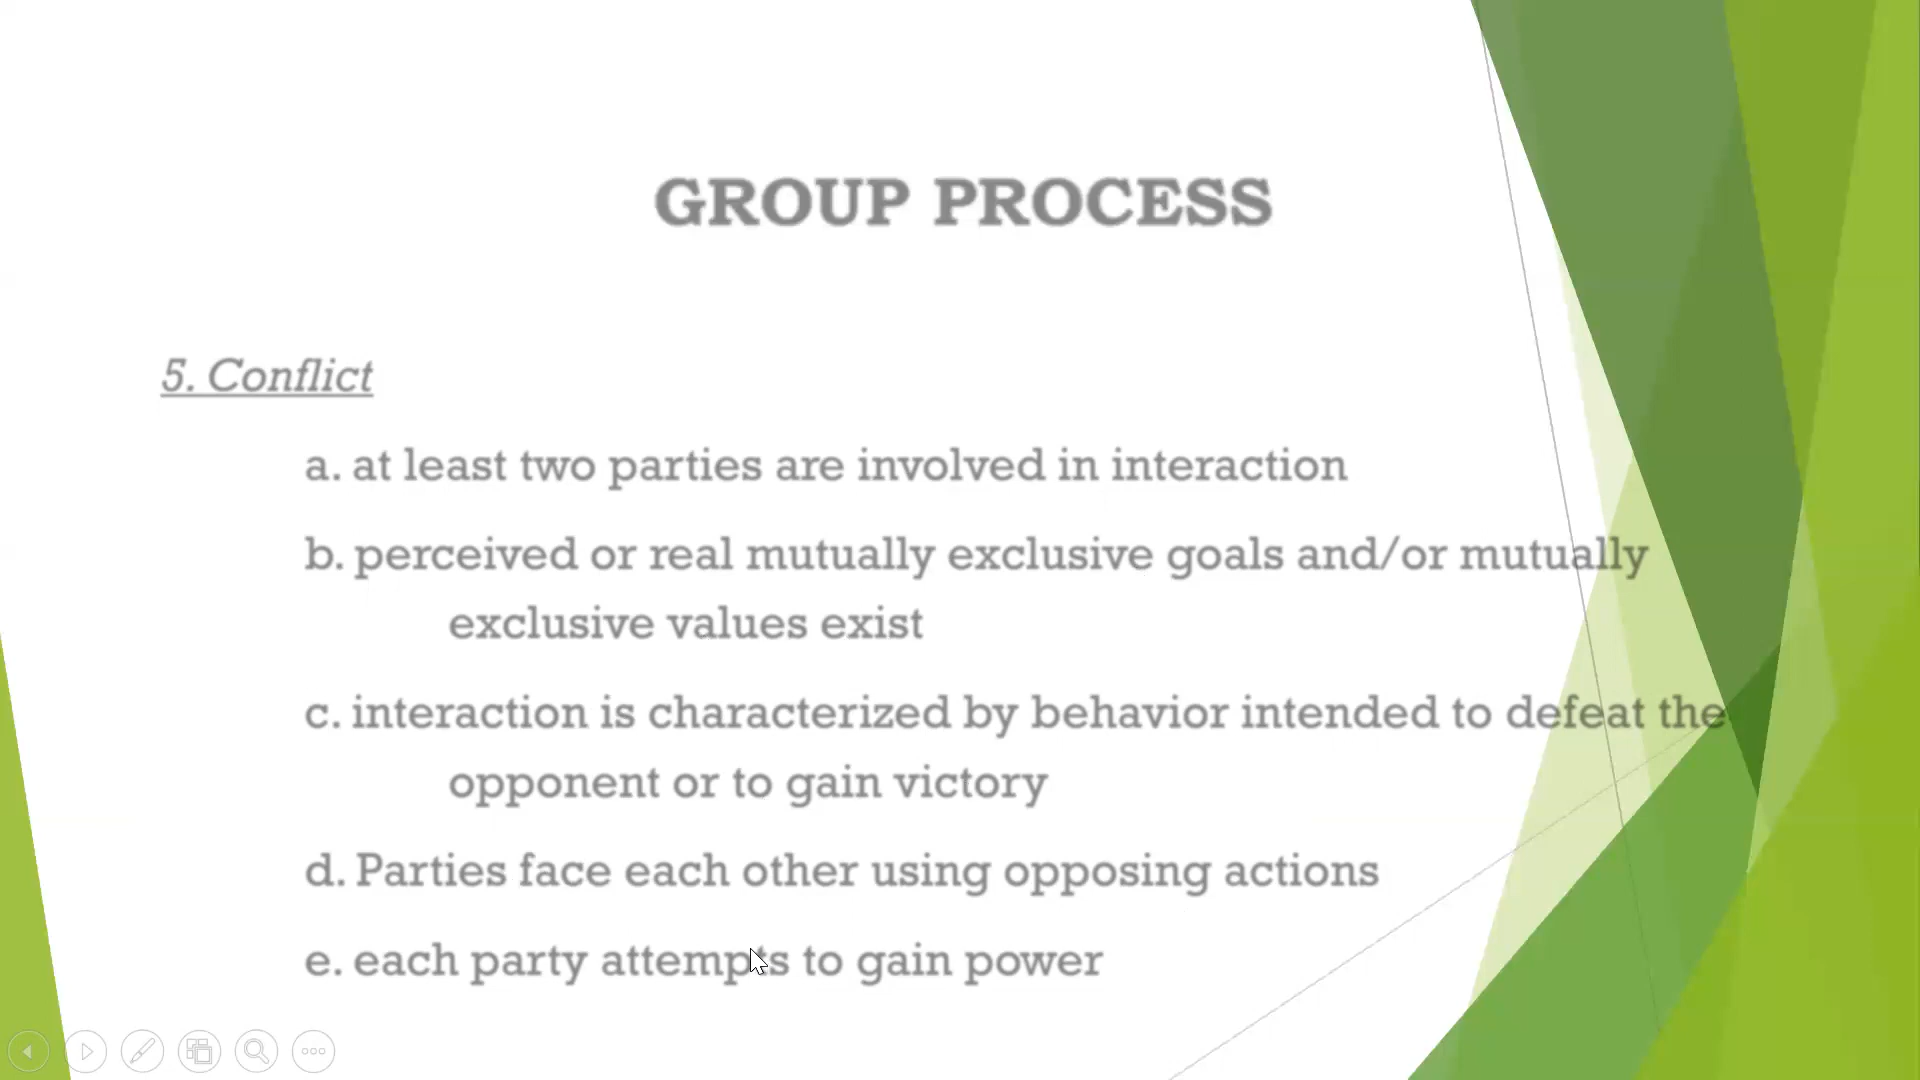 GROUP PROCESS
5. Conflict
a. at least two parties are involved in interaction
b. perceived or real mutually exclusive goals and/or mutually
exclusive values exist
c. interaction is characterized by behavior intended to defeat the
opponent or to gain victory
d. Parties face each other using opposing actions
e. each party attempts to gain power